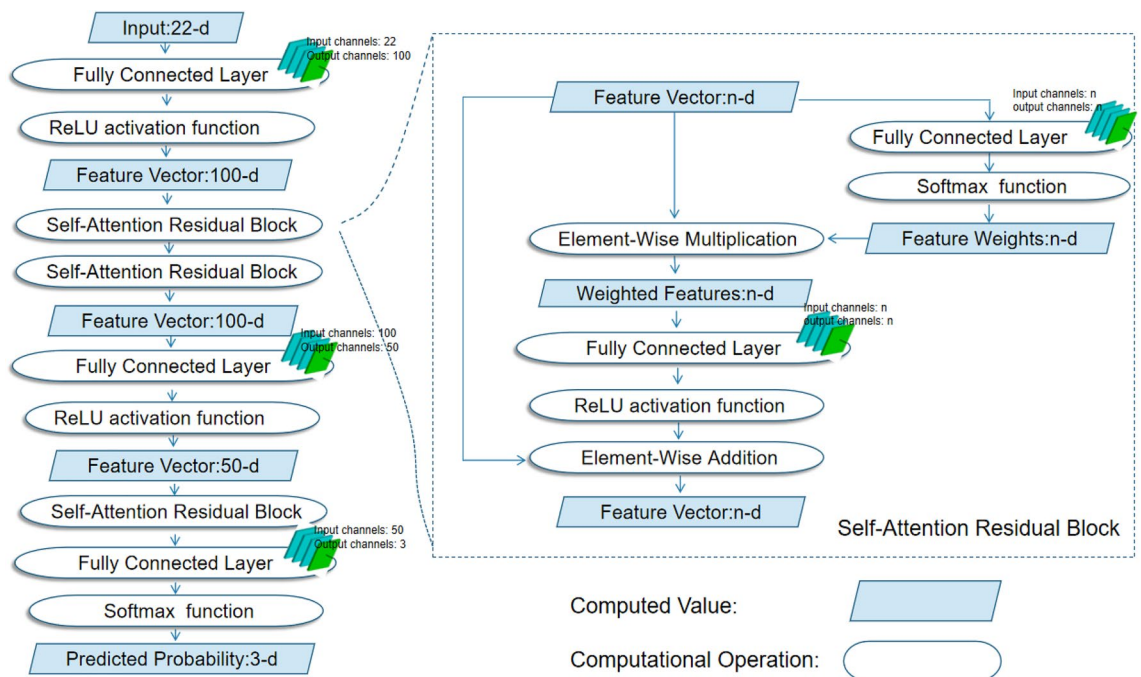 Input:22-d
Input channels: 22
Output channels: 100
Fully Connected Layer
ReLU activation function
Feature Vector:100-d
Self-Attention Residual Block
Self-Attention Residual Block
Feature Vector:100-d
Input channels: 100
Output channels: 50
Fully Connected Layer
ReLU activation function
Feature Vector:50-d
Self-Attention Residual Block
Input channels: 50
Output channels: 3
Fully Connected Layer
Softmax function
Predicted Probability:3-d
Feature Vector:n-d
Input channels: n
output channels: n
Fully Connected Layer
Softmax function
Feature Weights:n-d
Element-Wise Multiplication
Weighted Features:n-d
Input channels: n
output channels: n
Fully Connected Layer
ReLU activation function
Element-Wise Addition
Feature Vector:n-d
Self-Attention Residual Block
Computed Value:
Computational Operation: